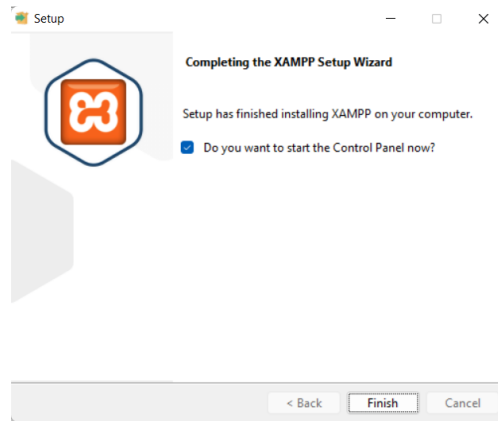 Setup
Completing the XAMPP Setup Wizard
Setup has finished installing XAMPP on your computer.
Do you want to start the Control Panel now?
< Back
Finish
Cancel